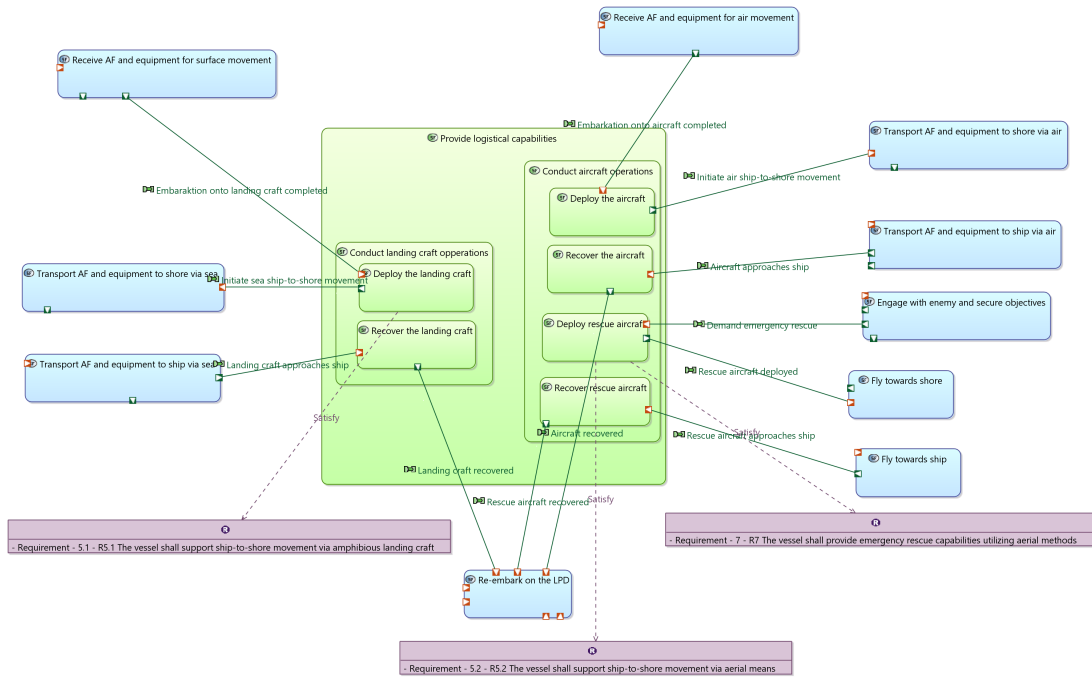 Receive AF and equipment for air movement
Receive AF and equipment for surface movement
Embarkation onto aircraft completed
Provide logistical capabilities
Transport AF and equipment to shore via air
Conduct aircraft operations
Initiate air ship-to-shore movement
Embaraktion onto landing craft completed
Deploy the aircraft
Transport AF and equipment to ship via air
Conduct landing craft opperations
Recover the aircraft
Aircraft approaches ship
Transport AF and equipment to shore via sea
Initiate sea ship-to-shore movement
Deploy the landing craft
Engage with enemy and secure objectives
Deploy rescue aircraft
Demand emergency rescue
Recover the landing craft
Transport AF and equipment to ship via sea
Landing craft approaches ship
Rescue aircraft deployed
Fly towards shore
Recover rescue aircraft
Satisfy
Aircraft recovered
Satisfy
Rescue aircraft approaches ship
Fly towards ship
Landing craft recovered
Rescue aircraft recovered
Satisfy
R
- Requirement - 5.1 - R5.1 The vessel shall support ship-to-shore movement via amphibious landing craft
R
- Requirement - 7 - R7 The vessel shall provide emergency rescue capabilities utilizing aerial methods
Re-embark on the LPD
R
- Requirement - 5.2 - R5.2 The vessel shall support ship-to-shore movement via aerial means